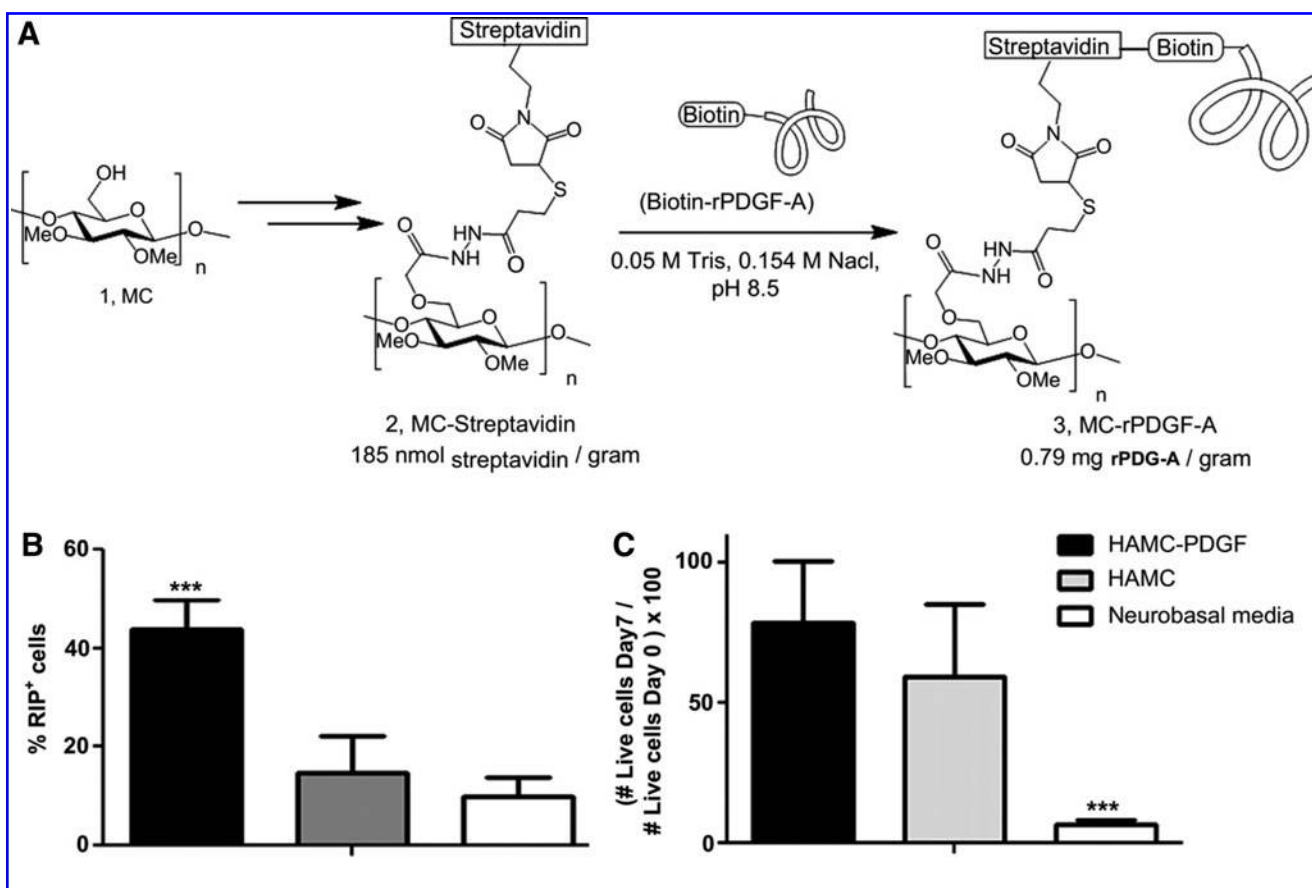 A
Streptavidin
N
O
O
S
NH
HN
O
O
O
O
O
O
MeO
OMe
n
2, MC-Streptavidin
185 nmol streptavidin / gram
OH
O
O
O
MeO
OMe
n
1, MC
Biotin
(Biotin-rPDGF-A)
0.05 M Tris, 0.154 M Nacl,
pH 8.5
Streptavidin
Biotin
N
O
O
S
NH
HN
O
O
O
O
O
O
MeO
OMe
n
3, MC-rPDGF-A
0.79 mg rPDG-A / gram
B
% RIP+ cells
60
40
20
0
***
C
(# Live cells Day7 /
# Live cells Day 0 ) x 100
100
50
0
***
HAMC-PDGF
HAMC
Neurobasal media